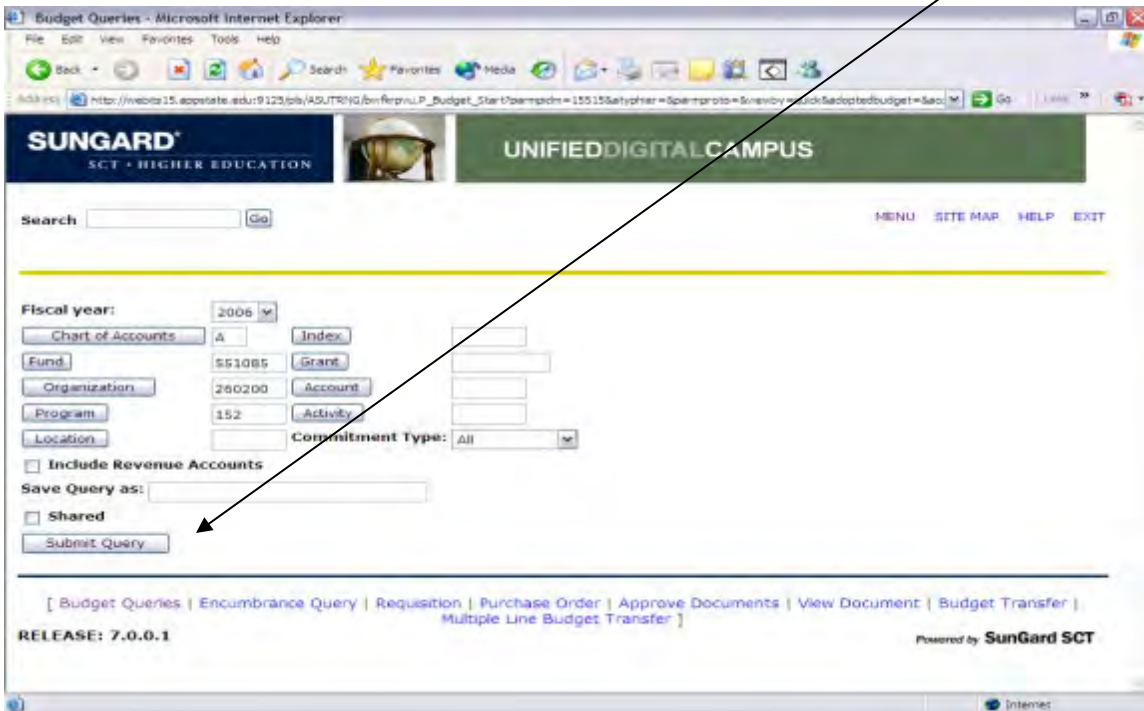 Budget Queries - Microsoft Internet Explorer
File Edit View Favorites Tools Help
Back Search Favorites Media
Address Go Links »
SUNGARD®
SCT • HIGHER EDUCATION
UNIFIEDDIGITALCAMPUS
Search Go MENU SITE MAP HELP EXIT
Fiscal year: 2006
Chart of Accounts A Index
Fund 551085 Grant
Organization 260200 Account
Program 152 Activity
Location Commitment Type: All
Include Revenue Accounts
Save Query as:
Shared
Submit Query
[ Budget Queries | Encumbrance Query | Requisition | Purchase Order | Approve Documents | View Document | Budget Transfer |
Multiple Line Budget Transfer ]
RELEASE: 7.0.0.1 Powered by SunGard SCT
Internet